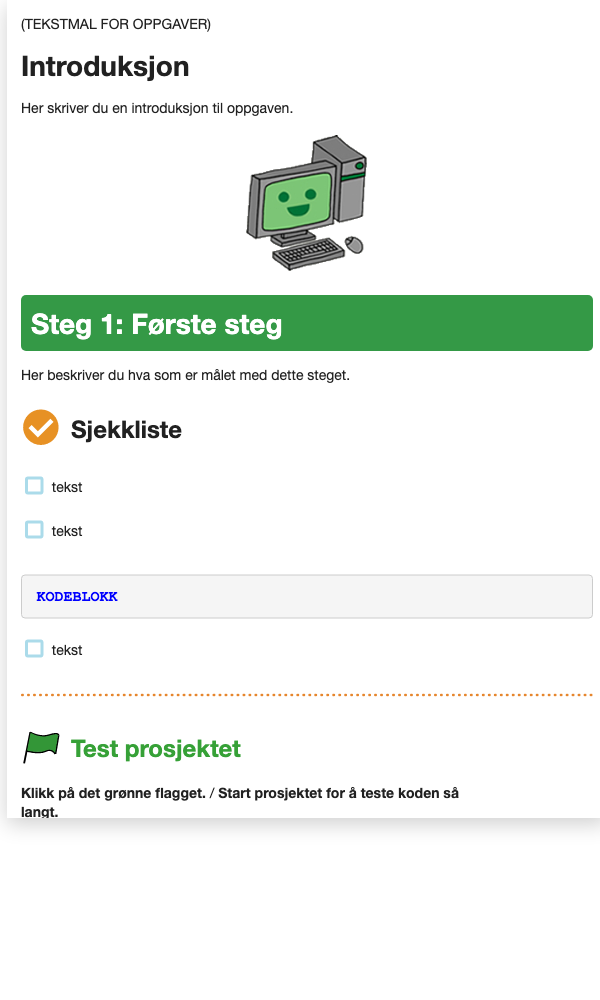 (TEKSTMAL FOR OPPGAVER)
Introduksjon
Her skriver du en introduksjon til oppgaven.
Steg 1: Første steg
Her beskriver du hva som er målet med dette steget.
Sjekkliste
tekst
tekst
KODEBLOKK
tekst
Test prosjektet
Klikk på det grønne flagget. / Start prosjektet for å teste koden så
langt.